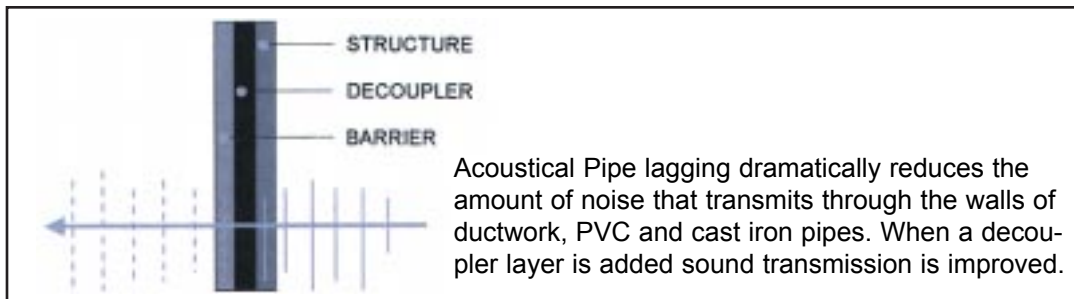 STRUCTURE
DECOUPLER
BARRIER
Acoustical Pipe lagging dramatically reduces the
amount of noise that transmits through the walls of
ductwork, PVC and cast iron pipes. When a decou-
pler layer is added sound transmission is improved.